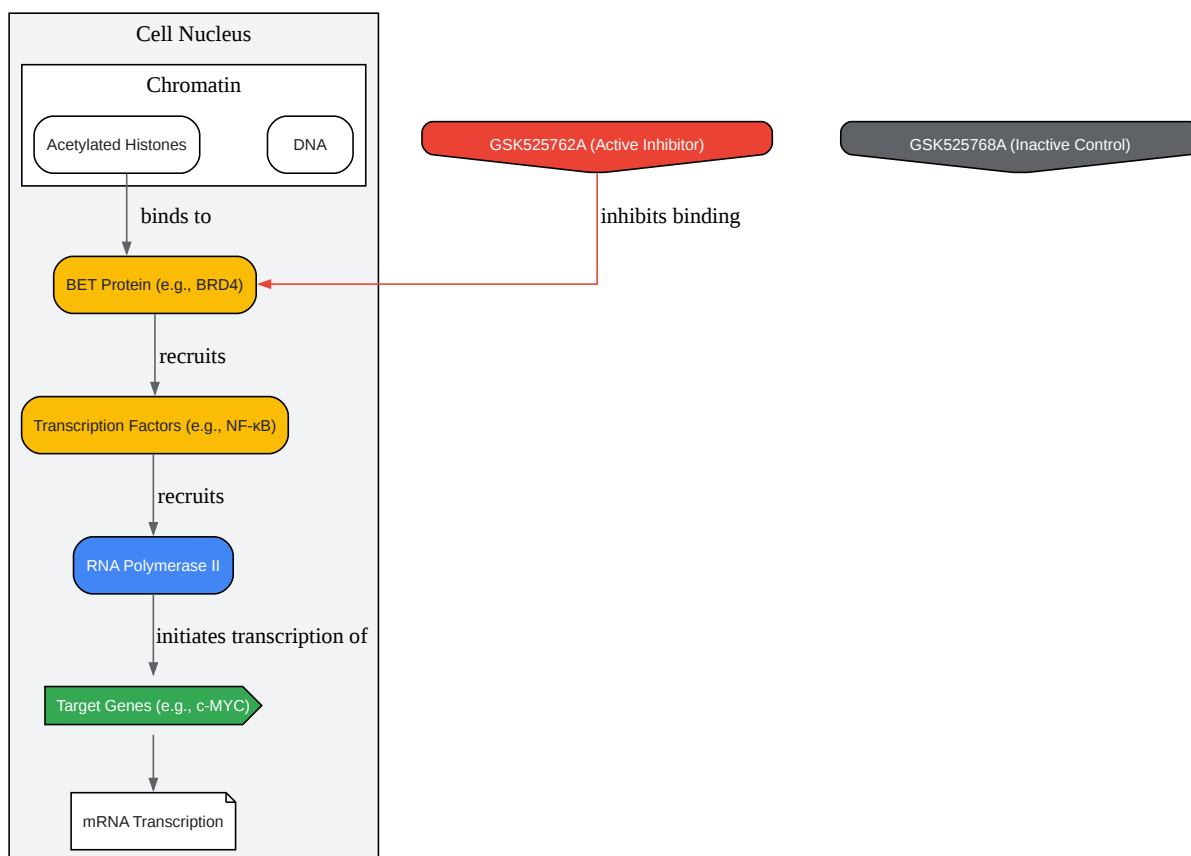 Cell Nucleus
Chromatin
Acetylated Histones
DNA
GSK525762A (Active Inhibitor)
GSK525768A (Inactive Control)
binds to
inhibits binding
BET Protein (e.g., BRD4)
recruits
Transcription Factors (e.g., NF-κB)
recruits
RNA Polymerase II
initiates transcription of
Target Genes (e.g., c-MYC)
mRNA Transcription